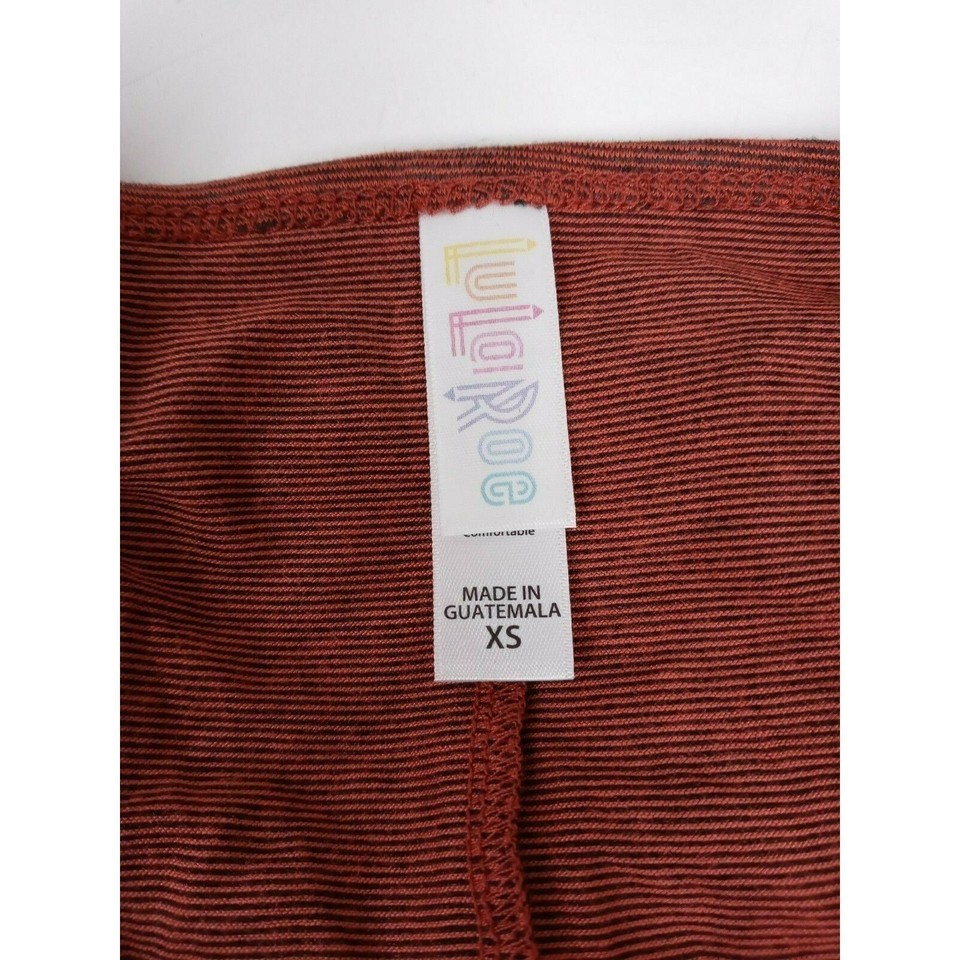 LuLaRoe
Comfortable
MADE IN
GUATEMALA
XS